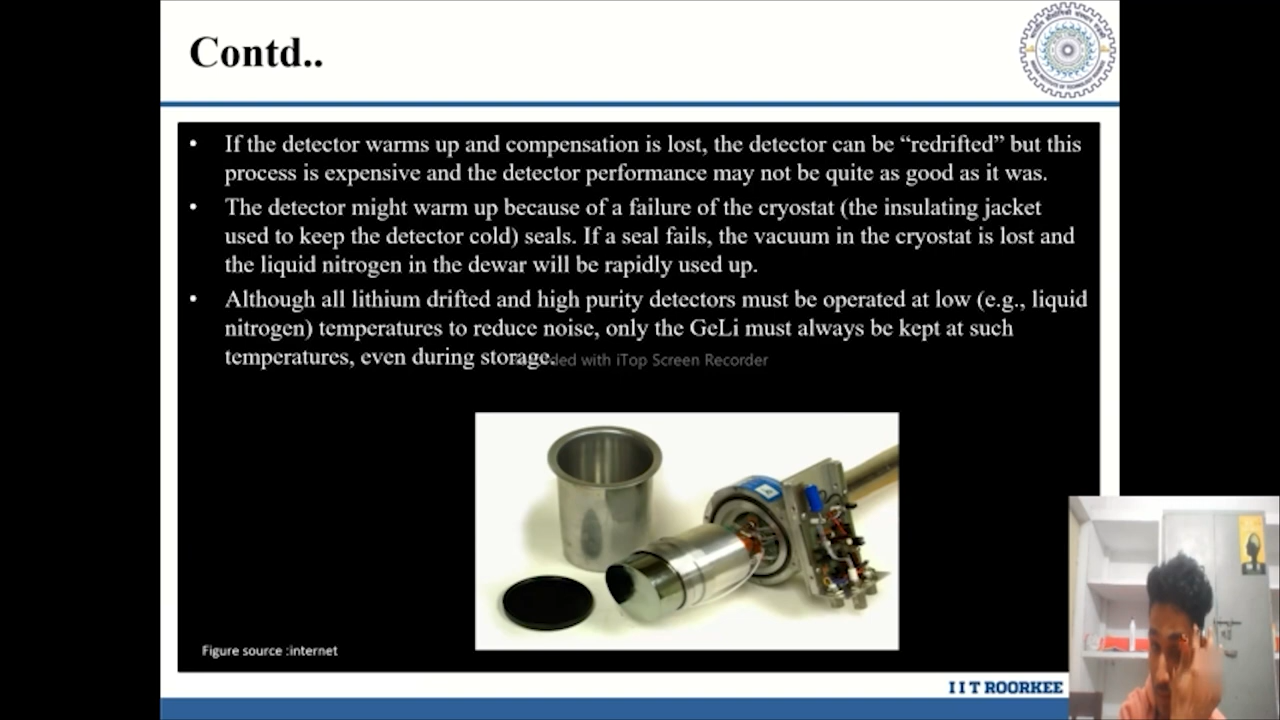 Contd..
• If the detector warms up and compensation is lost, the detector can be “redrifted” but this
process is expensive and the detector performance may not be quite as good as it was.
• The detector might warm up because of a failure of the cryostat (the insulating jacket
used to keep the detector cold) seals. If a seal fails, the vacuum in the cryostat is lost and
the liquid nitrogen in the dewar will be rapidly used up.
• Although all lithium drifted and high purity detectors must be operated at low (e.g., liquid
nitrogen) temperatures to reduce noise, only the GeLi must always be kept at such
temperatures, even during storage.
with iTop Screen Recorder
Figure source :internet
I I T ROORKEE